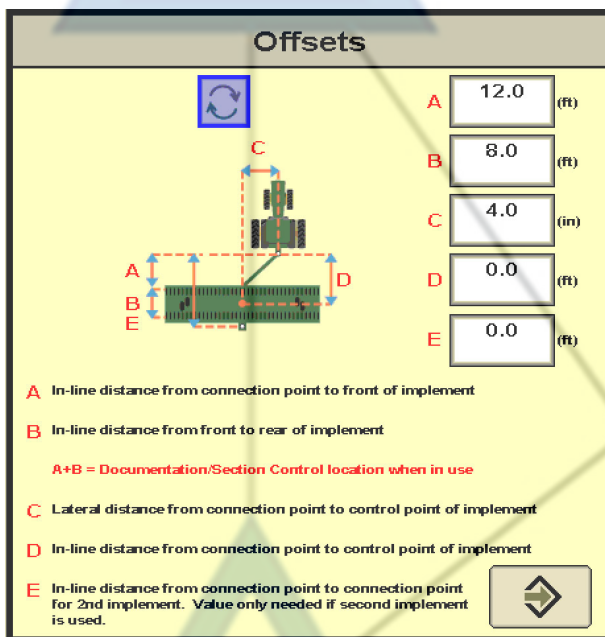 Offsets
A 12.0 (ft)
C
B 8.0 (ft)
C 4.0 (in)
A
D
D 0.0 (ft)
B
E
E 0.0 (ft)
A In-line distance from connection point to front of implement
B In-line distance from front to rear of implement
A+B = Documentation/Section Control location when in use
C Lateral distance from connection point to control point of implement
D In-line distance from connection point to control point of implement
E In-line distance from connection point to connection point
for 2nd implement. Value only needed if second implement
is used.